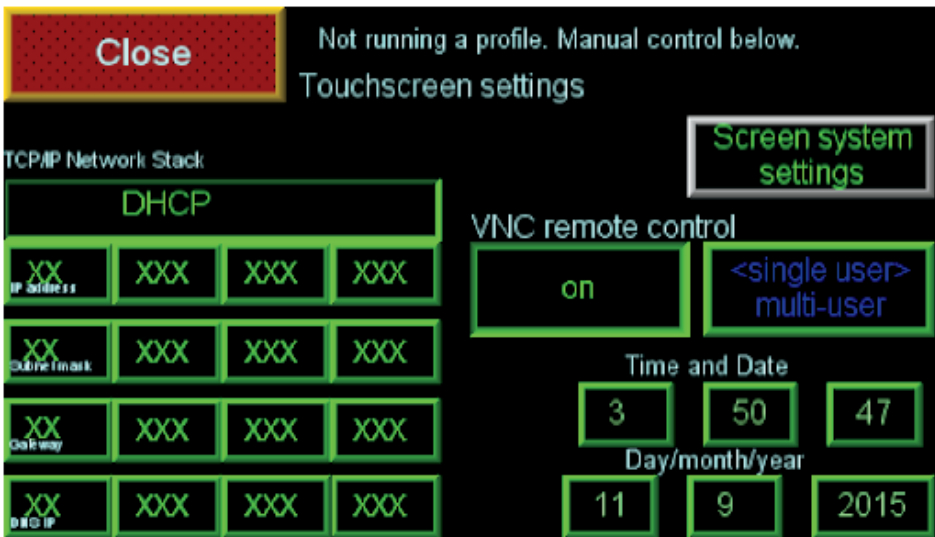 Close
Not running a profile. Manual control below.
Touchscreen settings
Screen system
settings
TCP/IP Network Stack
DHCP
VNC remote control
XX XXX XXX XXX
IP address
on
<single user>
multi-user
XX XXX XXX XXX
Subnet mask
Time and Date
3 50 47
XX XXX XXX XXX
Gateway
Day/month/year
11 9 2015
XX XXX XXX XXX
DNS IP